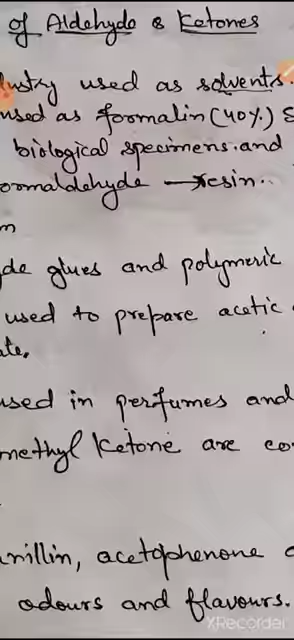 of Aldehyde & Ketones
ustry used as solvents.
used as formalin (40%) S
biological specimens and
ormaldehyde → resin..
m
de glues and polymeric
used to prepare acetic
ate,
used in perfumes and
methyl Ketone are co
nillin, acetophenone
odours and flavours.
XRecorder